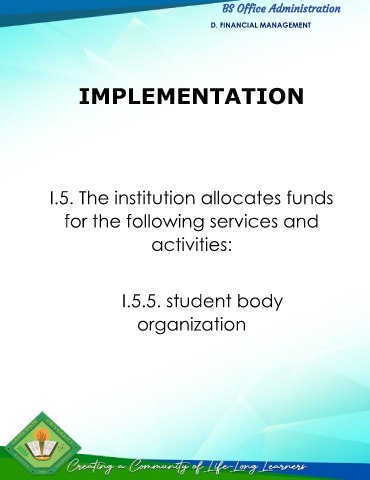 BS Office Administration
D. FINANCIAL MANAGEMENT
IMPLEMENTATION
I.5. The institution allocates funds
for the following services and
activities:
I.5.5. student body
organization
Creating a Community of Life-Long Learners